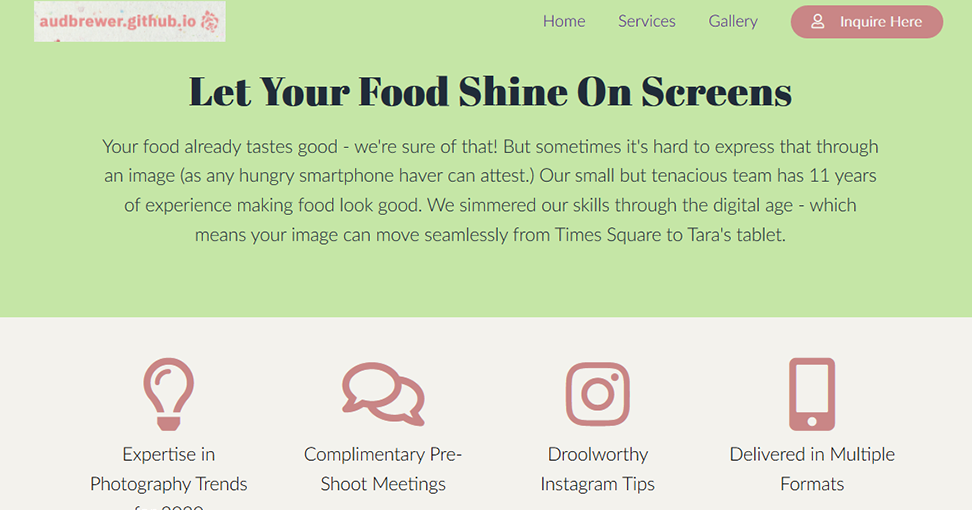 audbrewer.github.io
Home Services Gallery Inquire Here
Let Your Food Shine On Screens
Your food already tastes good - we're sure of that! But sometimes it's hard to express that through
an image (as any hungry smartphone haver can attest.) Our small but tenacious team has 11 years
of experience making food look good. We simmered our skills through the digital age - which
means your image can move seamlessly from Times Square to Tara's tablet.
Expertise in
Photography Trends
Complimentary Pre-
Shoot Meetings
Droolworthy
Instagram Tips
Delivered in Multiple
Formats